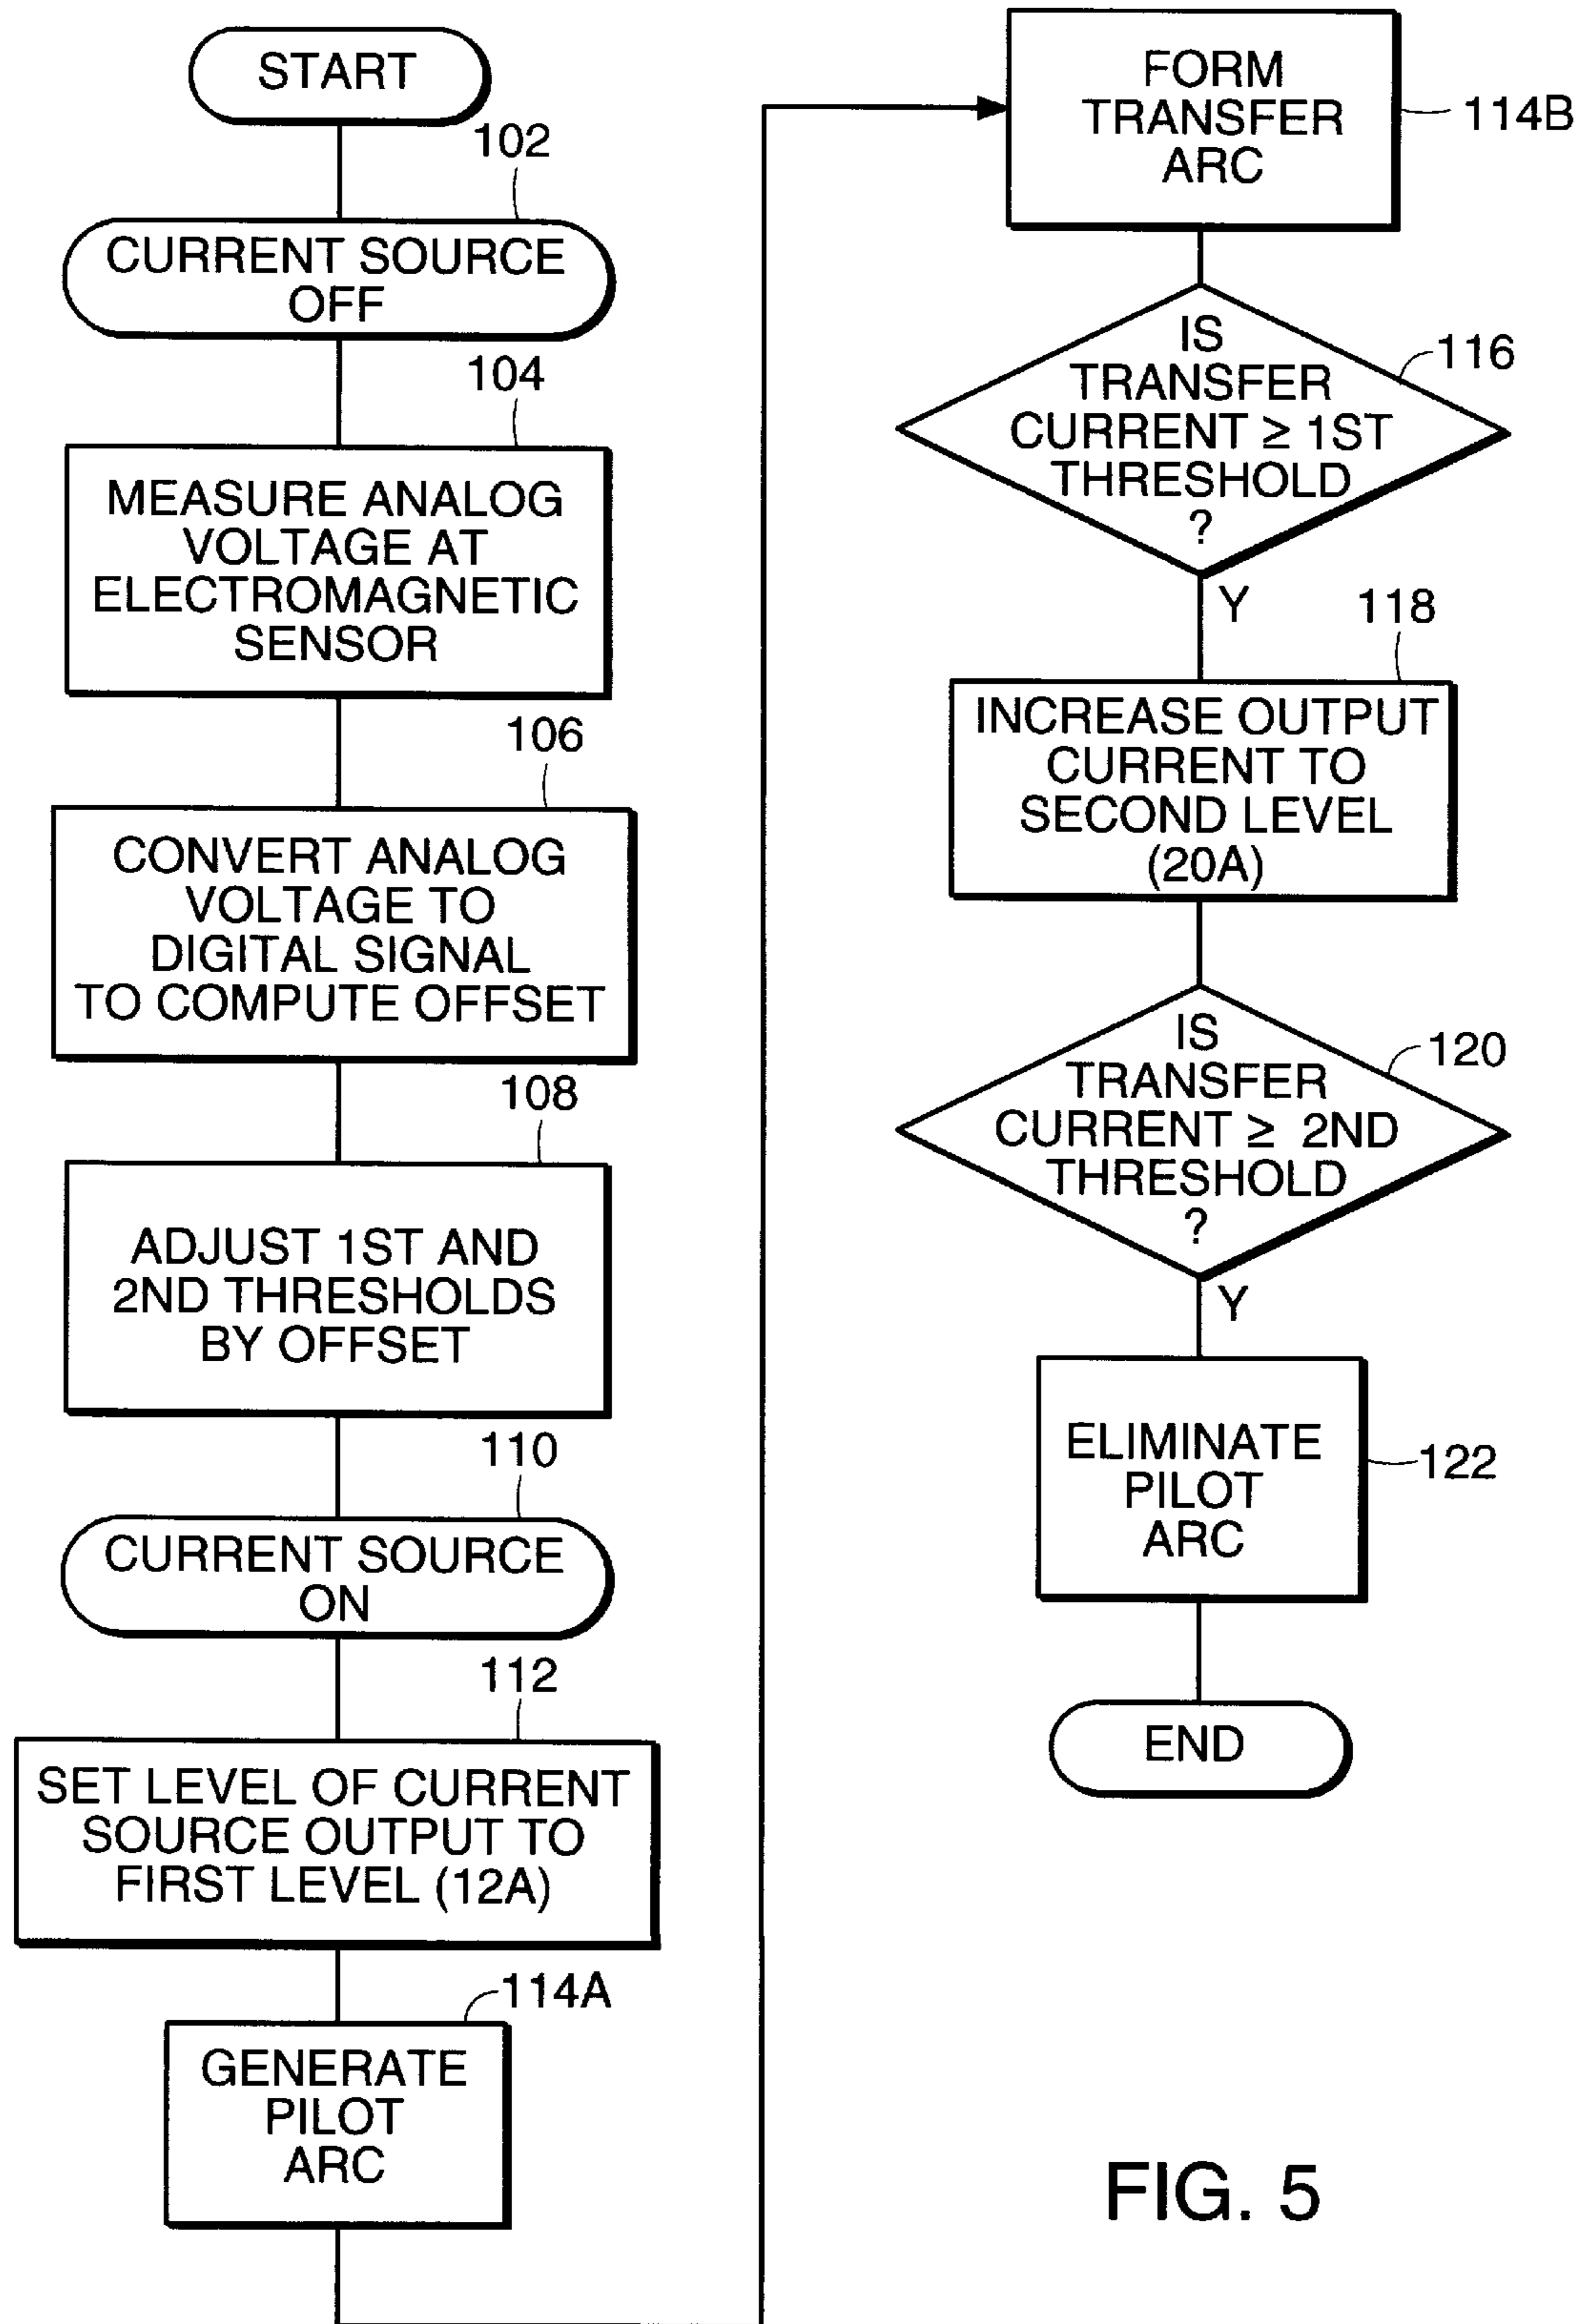 START
102
CURRENT SOURCE
OFF
104
MEASURE ANALOG
VOLTAGE AT
ELECTROMAGNETIC
SENSOR
106
CONVERT ANALOG
VOLTAGE TO
DIGITAL SIGNAL
TO COMPUTE OFFSET
108
ADJUST 1ST AND
2ND THRESHOLDS
BY OFFSET
110
CURRENT SOURCE
ON
112
SET LEVEL OF CURRENT
SOURCE OUTPUT TO
FIRST LEVEL (12A)
114A
GENERATE
PILOT
ARC
FORM
TRANSFER
ARC
114B
IS
TRANSFER
CURRENT ≥ 1ST
THRESHOLD
?
116
Y
118
INCREASE OUTPUT
CURRENT TO
SECOND LEVEL
(20A)
IS
TRANSFER
CURRENT ≥ 2ND
THRESHOLD
?
120
Y
ELIMINATE
PILOT
ARC
122
END
FIG. 5